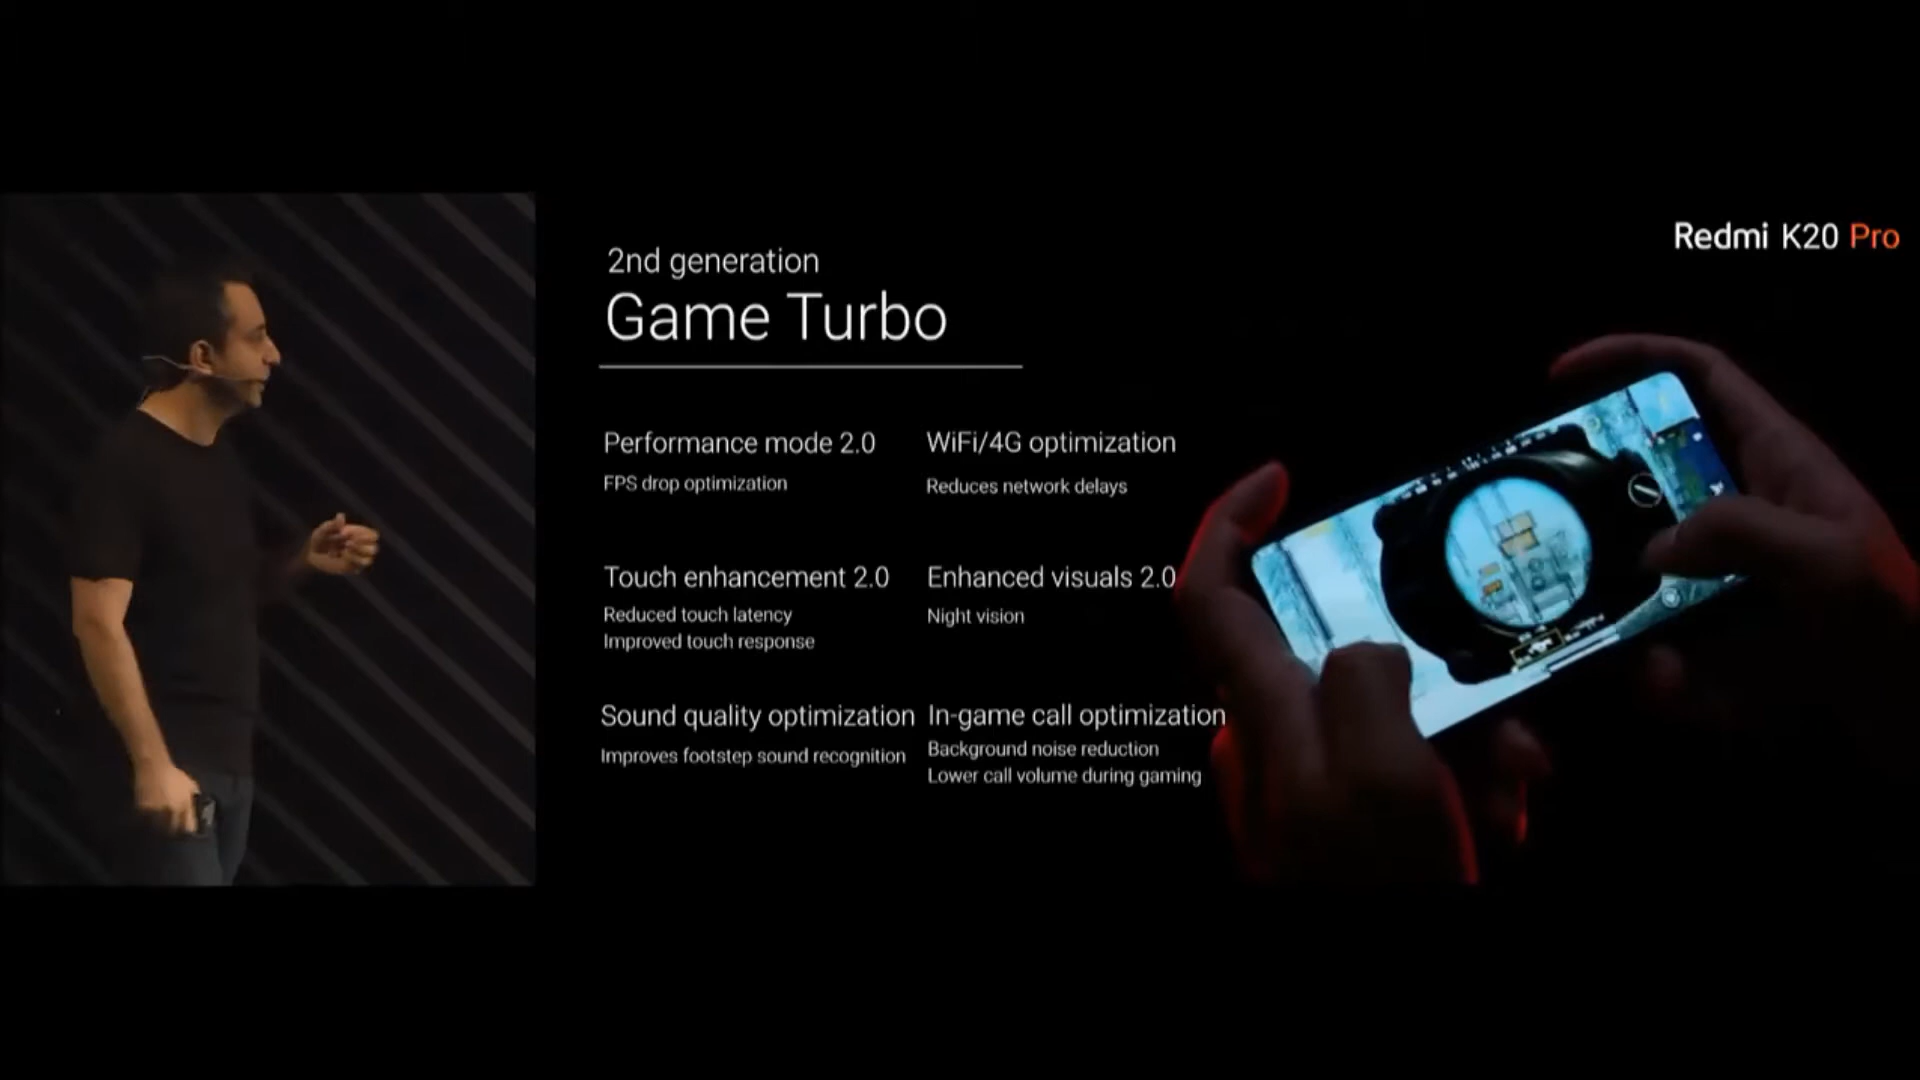 Redmi K20 Pro
2nd generation
Game Turbo
Performance mode 2.0
FPS drop optimization
WiFi/4G optimization
Reduces network delays
Touch enhancement 2.0
Reduced touch latency
Improved touch response
Enhanced visuals 2.0
Night vision
Sound quality optimization
Improves footstep sound recognition
In-game call optimization
Background noise reduction
Lower call volume during gaming